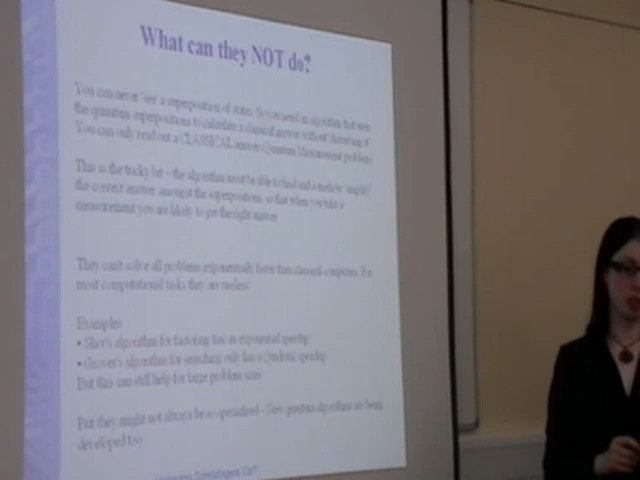 What can they NOT do?
You can never 'see' a superposition of states. So you need an algorithm that uses
the quantum superpositions to calculate a classical answer without disturbing it.
You can only read out a CLASSICAL answer (Quantum Measurement problem)
This is the tricky bit – the algorithm must be able to find and somehow 'amplify'
the correct answer amongst the superpositions, so that when you take a
measurement you are likely to get the right answer
They can't solve all problems exponentially faster than classical computers. For
most computational tasks they are useless!
Examples
• Shor's algorithm for factoring has an exponential speedup
• Grover's algorithm for searching only has a Quadratic speedup
But this can still help for large problem sizes
But they might not always be so specialised – New quantum algorithms are being
developed too
Schrodingers Cat?